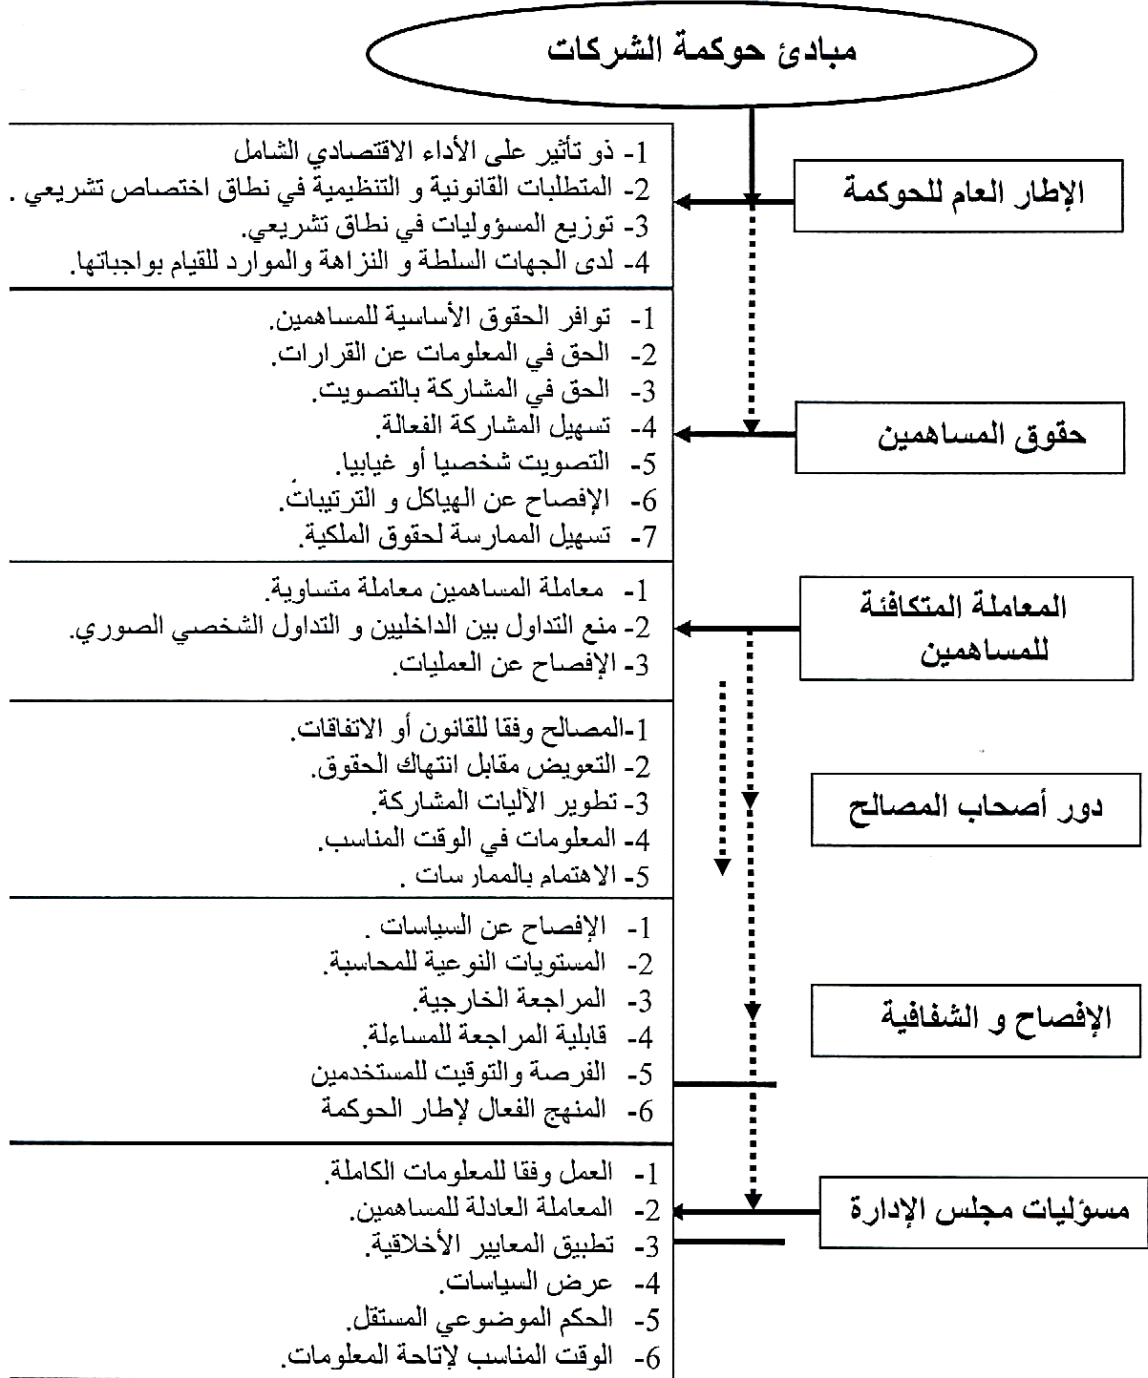 مبادئ حوكمة الشركات
الإطار العام للحوكمة
1- ذو تأثير على الأداء الاقتصادي الشامل
2- المتطلبات القانونية و التنظيمية في نطاق اختصاص تشريعي .
3- توزيع المسؤوليات في نطاق تشريعي.
4- لدى الجهات السلطة و النزاهة والموارد للقيام بواجباتها.
حقوق المساهمين
1- توافر الحقوق الأساسية للمساهمين.
2- الحق في المعلومات عن القرارات.
3- الحق في المشاركة بالتصويت.
4- تسهيل المشاركة الفعالة.
5- التصويت شخصيا أو غيابيا.
6- الإفصاح عن الهياكل و الترتيبات.
7- تسهيل الممارسة لحقوق الملكية.
المعاملة المتكافئة
للمساهمين
1- معاملة المساهمين معاملة متساوية.
2- منع التداول بين الداخليين و التداول الشخصي الصوري.
3- الإفصاح عن العمليات.
دور أصحاب المصالح
1-المصالح وفقا للقانون أو الاتفاقات.
2- التعويض مقابل انتهاك الحقوق.
3- تطوير الآليات المشاركة.
4- المعلومات في الوقت المناسب.
5- الاهتمام بالممارسات .
الإفصاح و الشفافية
1- الإفصاح عن السياسات .
2- المستويات النوعية للمحاسبة.
3- المراجعة الخارجية.
4- قابلية المراجعة للمساءلة.
5- الفرصة والتوقيت للمستخدمين
6- المنهج الفعال لإطار الحوكمة
مسؤليات مجلس الإدارة
1- العمل وفقا للمعلومات الكاملة.
2- المعاملة العادلة للمساهمين.
3- تطبيق المعايير الأخلاقية.
4- عرض السياسات.
5- الحكم الموضوعي المستقل.
6- الوقت المناسب لإتاحة المعلومات.